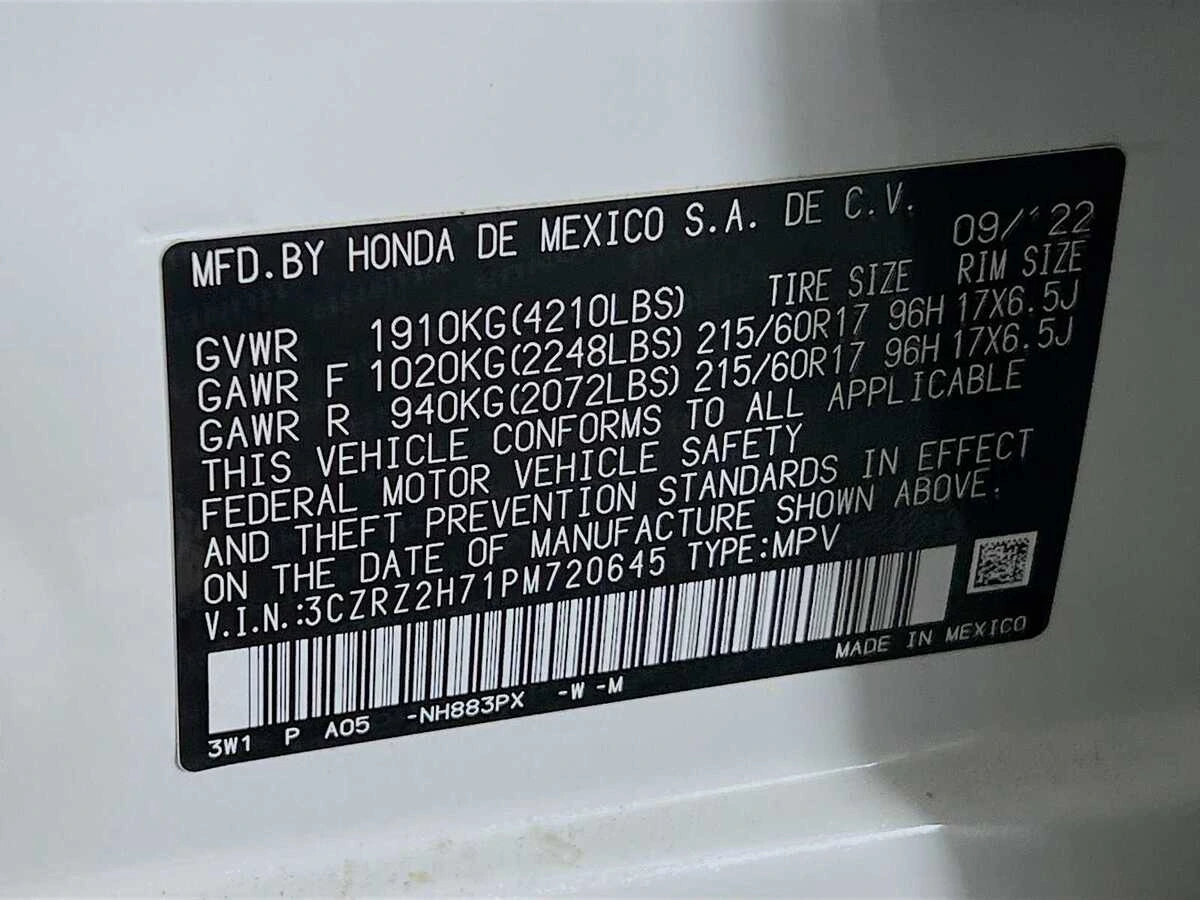 MFD.BY HONDA DE MEXICO S.A. DE C.V.
09/'22
TIRE SIZE RIM SIZE
GVWR 1910KG(4210LBS)
GAWR F 1020KG(2248LBS) 215/60R17 96H 17X6.5J
GAWR R 940KG(2072LBS) 215/60R17 96H 17X6.5J
THIS VEHICLE CONFORMS TO ALL APPLICABLE
FEDERAL MOTOR VEHICLE SAFETY
AND THEFT PREVENTION STANDARDS IN EFFECT
ON THE DATE OF MANUFACTURE SHOWN ABOVE.
V.I.N.:3CZRZ2H71PM720645 TYPE:MPV
MADE IN MEXICO
3W1 P A05 -NH883PX -W -M